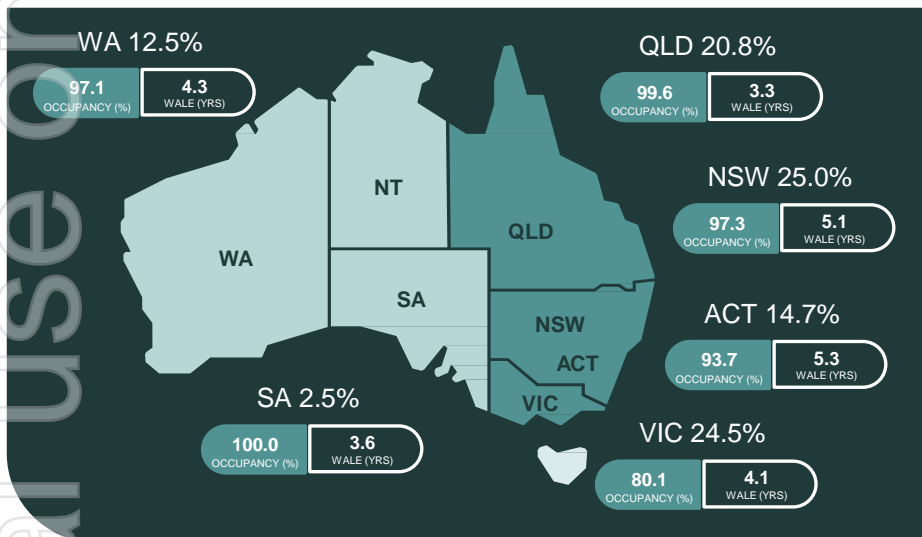 WA 12.5%
97.1
OCCUPANCY (%)
4.3
WALE (YRS)
QLD 20.8%
99.6
OCCUPANCY (%)
3.3
WALE (YRS)
NSW 25.0%
97.3
OCCUPANCY (%)
5.1
WALE (YRS)
ACT 14.7%
93.7
OCCUPANCY (%)
5.3
WALE (YRS)
VIC 24.5%
80.1
OCCUPANCY (%)
4.1
WALE (YRS)
SA 2.5%
100.0
OCCUPANCY (%)
3.6
WALE (YRS)
NT
QLD
WA
SA
NSW
ACT
VIC
al use or